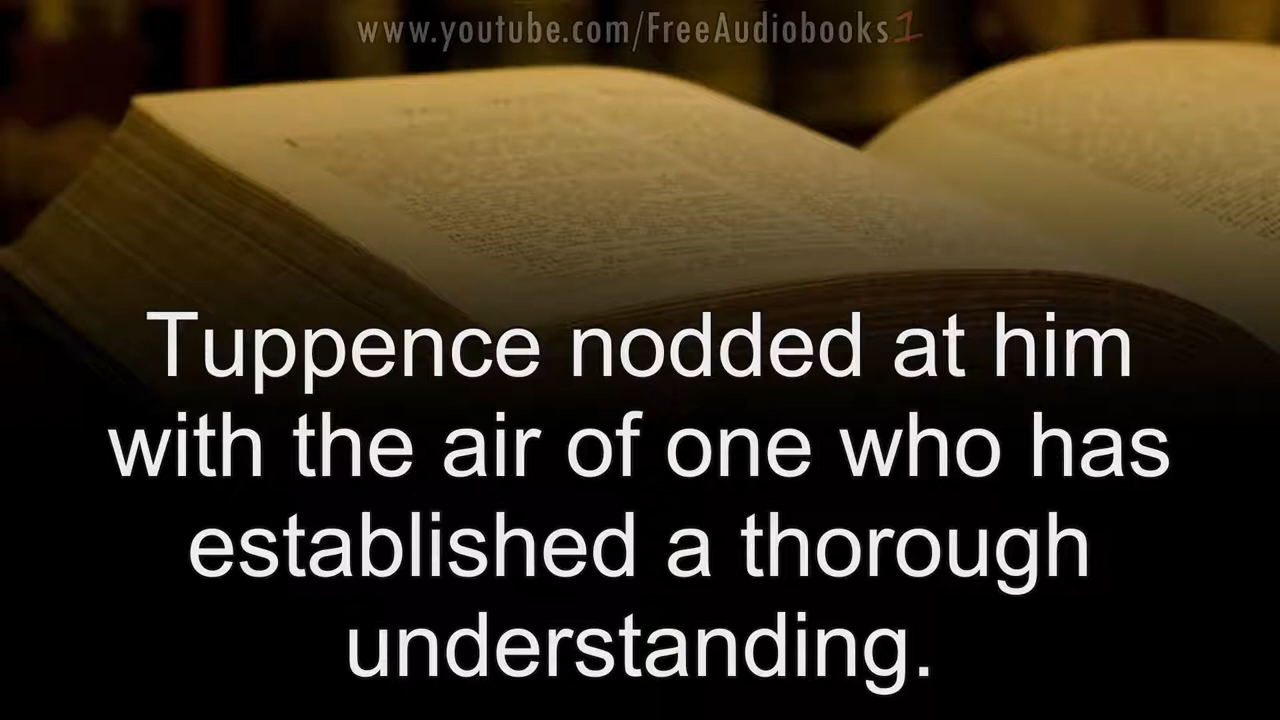 www.youtube.com/FreeAudiobooks1
Tuppence nodded at him
with the air of one who has
established a thorough
understanding.